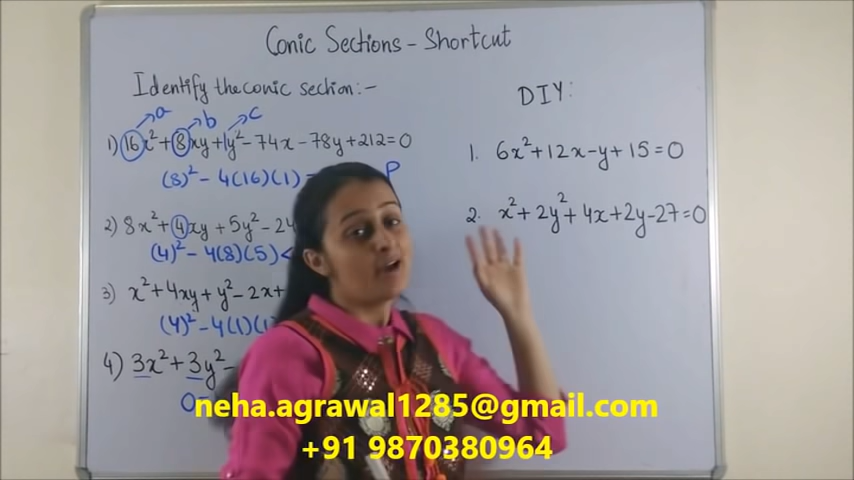 Conic Sections - Shortcut
Identify the conic section:-
a
b
c
1) 16x² + 8xy + 1y² - 74x - 78y + 212 = 0
(8)² - 4(16)(1) =
P
2) 8x² + 4xy + 5y² - 24
(4)² - 4(8)(5) <
3) x² + 4xy + y² - 2x +
(4)² - 4(1)(1)
4) 3x² + 3y² -
0-
DIY:
1. 6x² + 12x - y + 15 = 0
2. x² + 2y² + 4x + 2y - 27 = 0
neha.agrawal1285@gmail.com
+91 9870380964